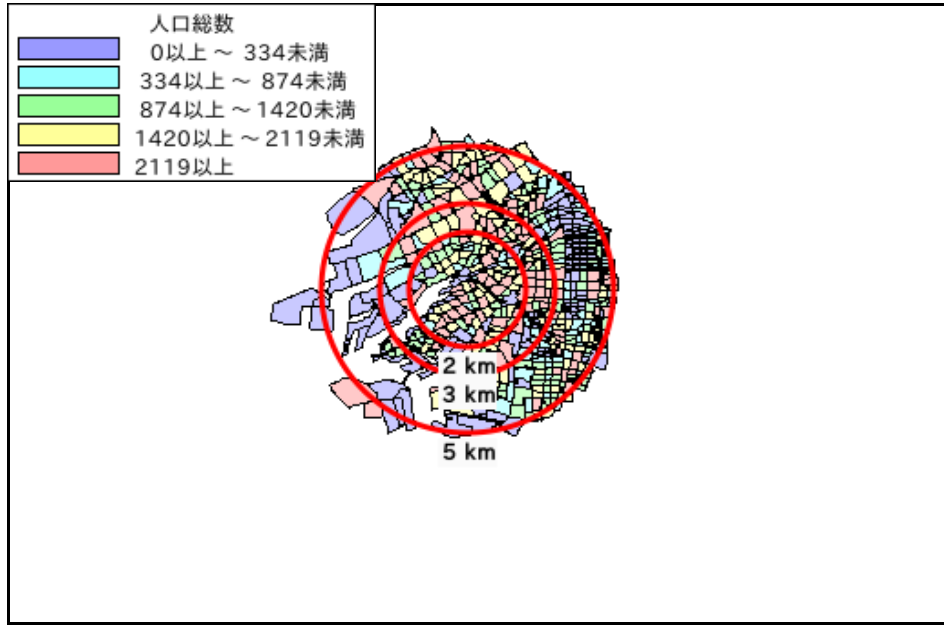 人口総数
0以上 ～ 334未満
334以上 ～ 874未満
874以上 ～ 1420未満
1420以上 ～ 2119未満
2119以上
2 km
3 km
5 km